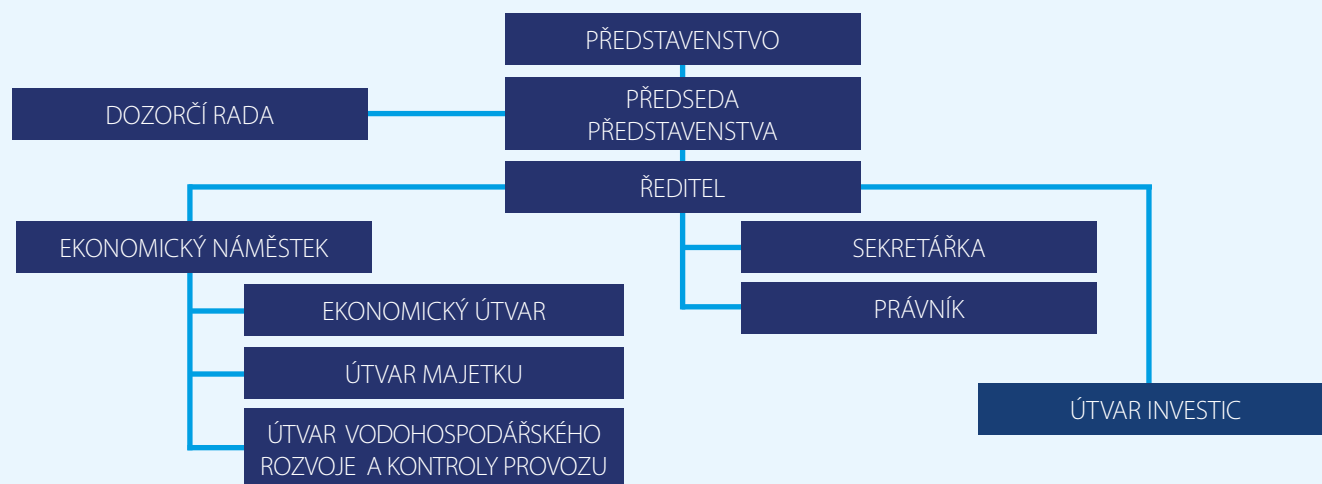 PŘEDSTAVENSTVO
DOZORČÍ RADA
PŘEDSEDA
PŘEDSTAVENSTVA
ŘEDITEL
EKONOMICKÝ NÁMĚSTEK
SEKRETÁŘKA
EKONOMICKÝ ÚTVAR
PRÁVNÍK
ÚTVAR MAJETKU
ÚTVAR INVESTIC
ÚTVAR VODOHOSPODÁŘSKÉHO
ROZVOJE A KONTROLY PROVOZU